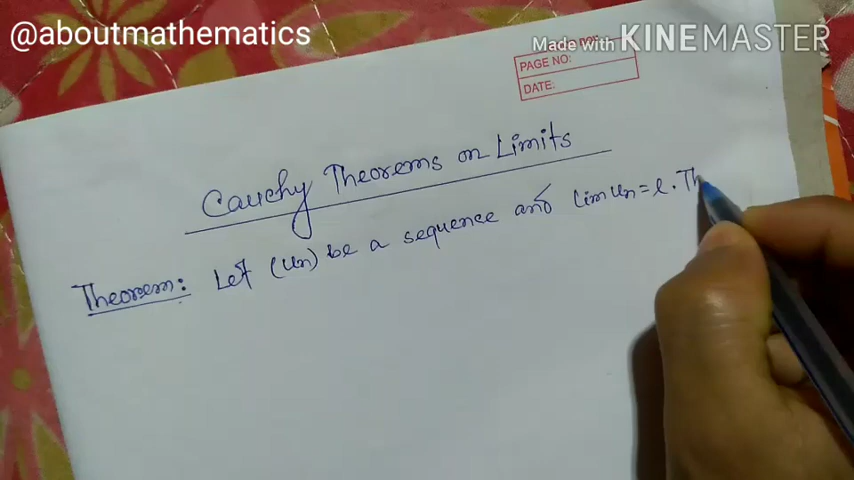 @aboutmathematics
Made with KINEMASTER
PAGE NO:
DATE:
Cauchy Theorems on Limits
Theorem: Let (un) be a sequence and lim un = l. Th